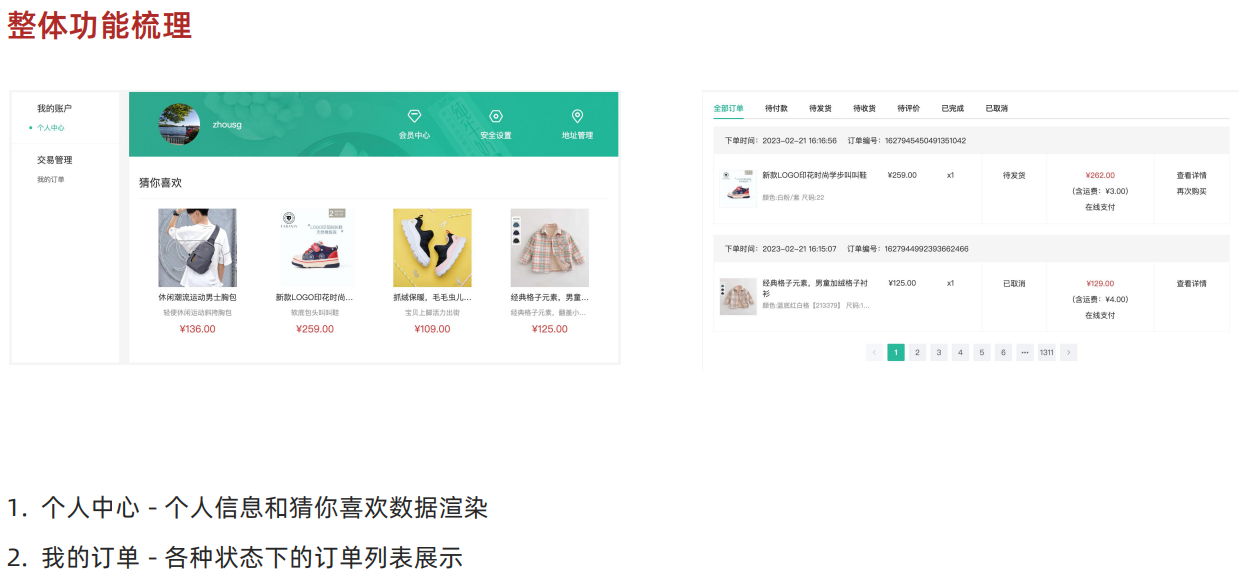 整体功能梳理
我的账户
个人中心
交易管理
我的订单
zhousg
会员中心
安全设置
地址管理
猜你喜欢
休闲潮流运动男士胸包
轻便休闲运动斜挎胸包
¥136.00
新款LOGO印花时尚...
软底包头叫叫鞋
¥259.00
抓绒保暖，毛毛虫儿...
宝贝上脚活力出街
¥109.00
经典格子元素，男童...
经典格子元素，翻盖小...
¥125.00
全部订单 待付款 待发货 待收货 待评价 已完成 已取消
下单时间：2023-02-21 16:16:56 订单编号：1627945450491351042
新款LOGO印花时尚学步叫叫鞋 ¥259.00 x1 待发货 ¥262.00 查看详情
颜色:白粉/蓝 尺码:22 （含运费：¥3.00） 再次购买
在线支付
下单时间：2023-02-21 16:15:07 订单编号：1627944992393662466
经典格子元素，男童加绒格子衬 ¥125.00 x1 已取消 ¥129.00 查看详情
衫 （含运费：¥4.00）
颜色:蓝底红白格【213379】 尺码:1...
在线支付
< 1 2 3 4 5 6 ••• 1311 >
1. 个人中心 - 个人信息和猜你喜欢数据渲染
2. 我的订单 - 各种状态下的订单列表展示